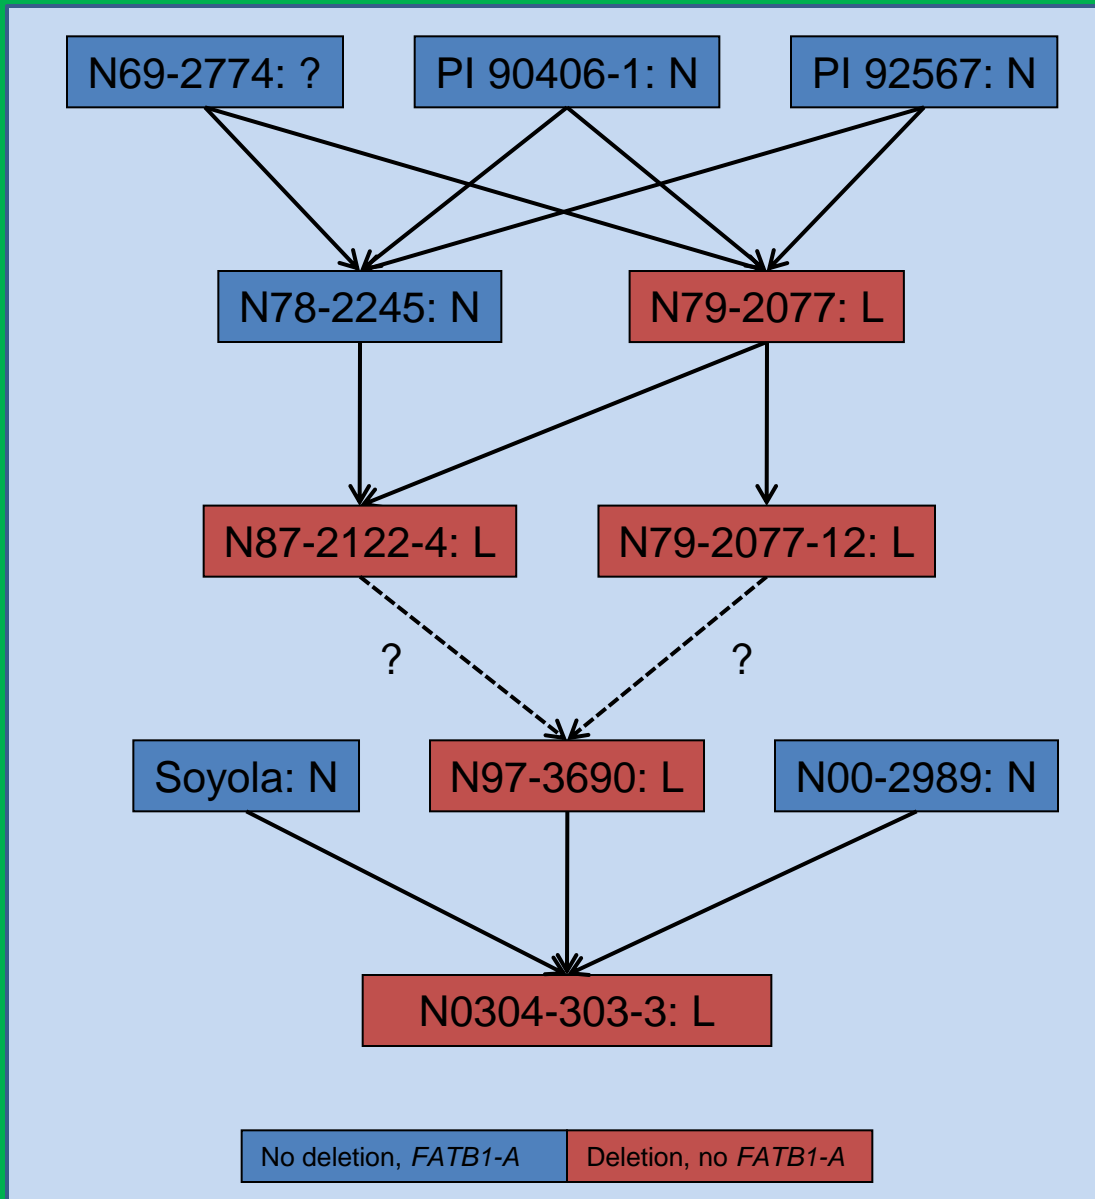 N69-2774: ?
PI 90406-1: N
PI 92567: N
N78-2245: N
N79-2077: L
N87-2122-4: L
N79-2077-12: L
?
?
Soyola: N
N97-3690: L
N00-2989: N
N0304-303-3: L
No deletion, FATB1-A
Deletion, no FATB1-A